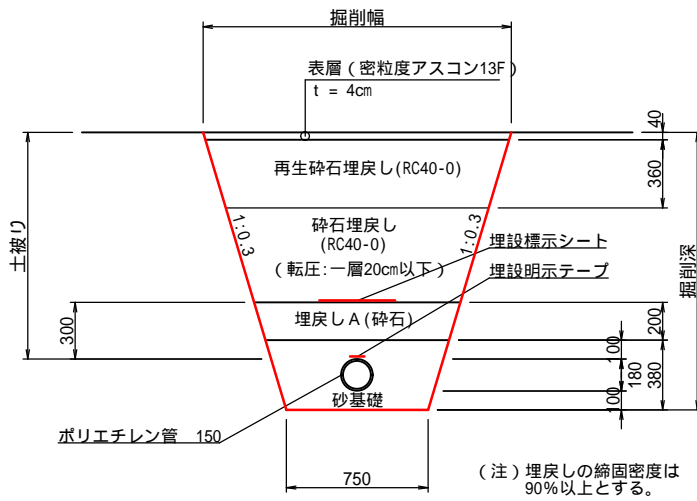 掘削幅
表層（密粒度アスコン13F）
t = 4㎝
40
再生砕石埋戻し(RC40-0)
360
1:0.3
1:0.3
砕石埋戻し
(RC40-0)
（転圧:一層20㎝以下）
土被り
埋設標示シート
埋設明示テープ
掘削深
300
埋戻しＡ(砕石)
200
100
180
380
100
砂基礎
ポリエチレン管 150
750
（注）埋戻しの締固密度は
90%以上とする。